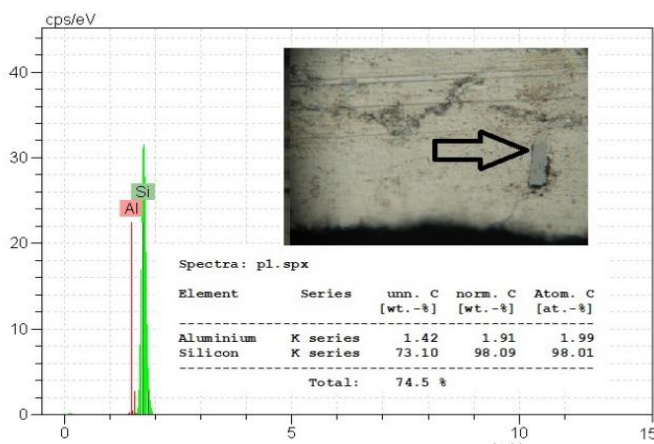 cps/eV
40
30
Si
Al
20
Spectra: p1.spx
Element Series unn. C norm. C Atom. C
[wt.-%] [wt.-%] [at.-%]
Aluminium K series 1.42 1.91 1.99
Silicon K series 73.10 98.09 98.01
Total: 74.5 %
10
0
0 5 10 15